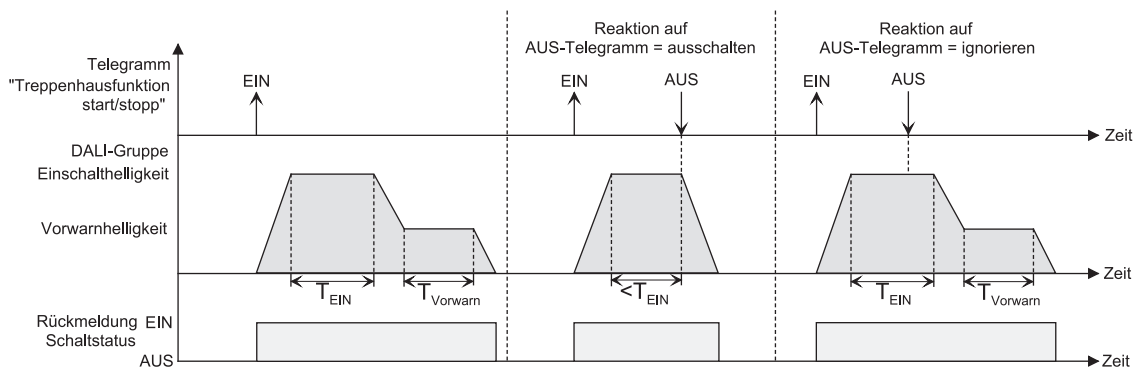 Reaktion auf
AUS-Telegramm = ausschalten
Reaktion auf
AUS-Telegramm = ignorieren
Telegramm
"Treppenhausfunktion
start/stopp"
EIN
EIN
AUS
EIN
AUS
Zeit
DALI-Gruppe
Einschalthelligkeit
Vorwarnhelligkeit
Zeit
TEIN
TVorwarn
<TEIN
TEIN
TVorwarn
Rückmeldung
Schaltstatus
EIN
AUS
Zeit